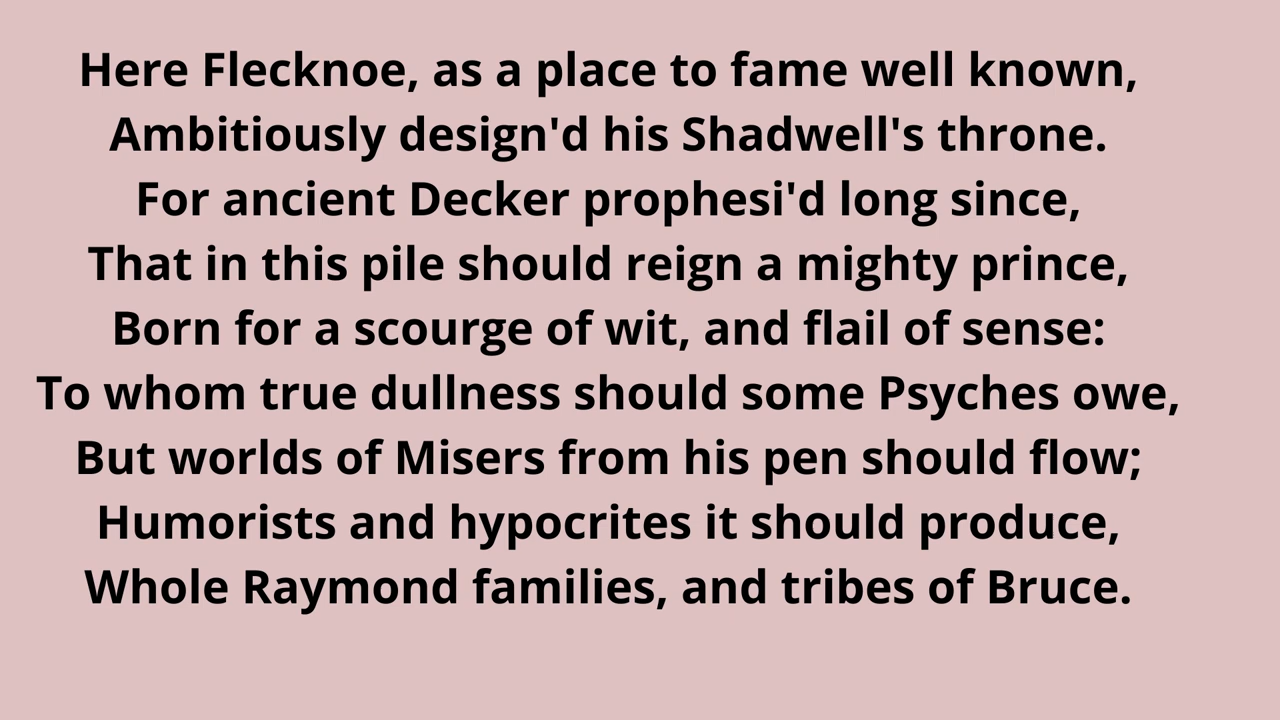 Here Flecknoe, as a place to fame well known,
Ambitiously design'd his Shadwell's throne.
For ancient Decker prophesi'd long since,
That in this pile should reign a mighty prince,
Born for a scourge of wit, and flail of sense:
To whom true dullness should some Psyches owe,
But worlds of Misers from his pen should flow;
Humorists and hypocrites it should produce,
Whole Raymond families, and tribes of Bruce.